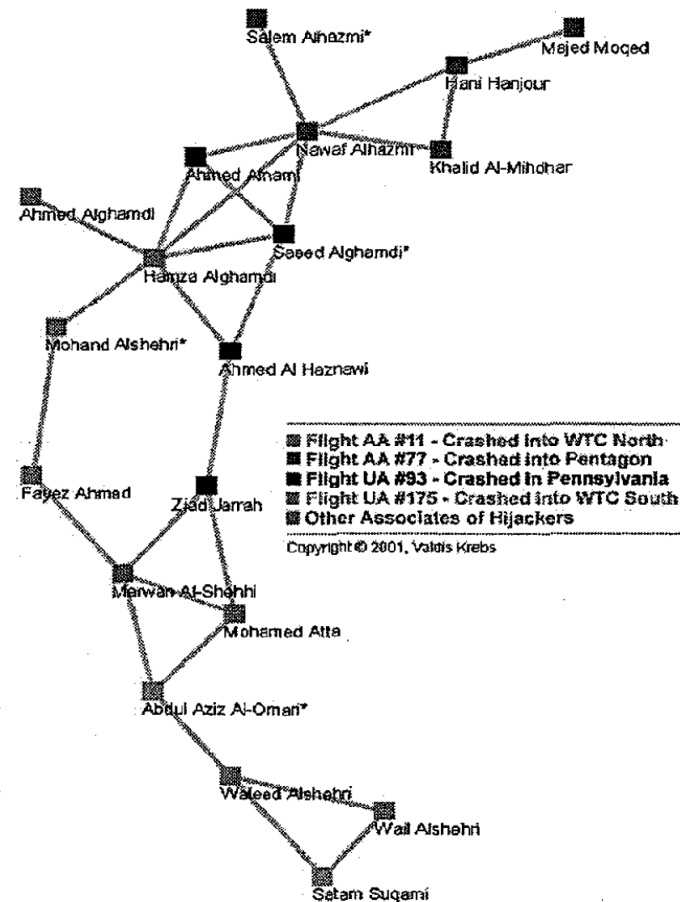 Salem Alhazmi*
Majed Moqed
Hani Hanjour
Nawaf Alhazmi
Khalid Al-Mihdhar
Ahmed Alnami
Ahmed Alghamdi
Saeed Alghamdi*
Hamza Alghamdi
Mohand Alshehri*
Ahmed Al Haznawi
Flight AA #11 - Crashed into WTC North
Flight AA #77 - Crashed into Pentagon
Flight UA #93 - Crashed in Pennsylvania
Flight UA #175 - Crashed into WTC South
Other Associates of Hijackers
Copyright © 2001, Valdis Krebs
Fayez Ahmed
Ziad Jarrah
Marwan Al-Shehhi
Mohamed Atta
Abdul Aziz Al-Omari*
Waleed Alshehri
Wail Alshehri
Satam Suqami